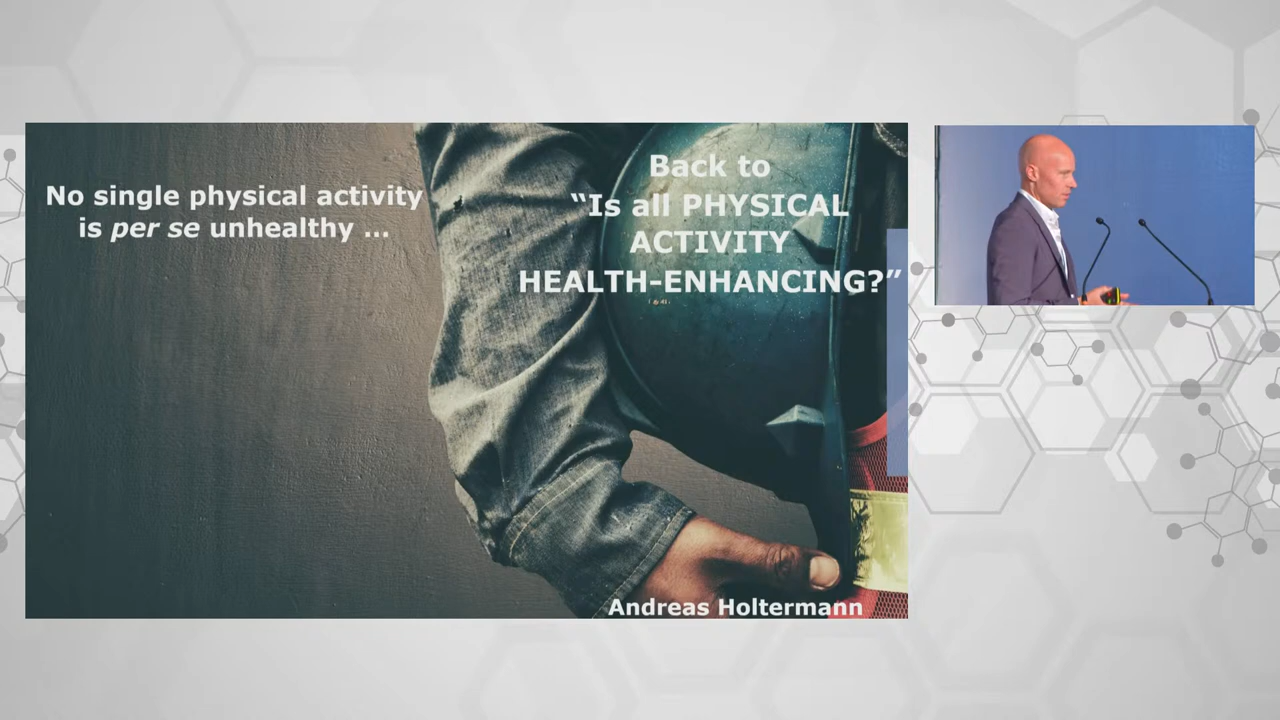 No single physical activity
is per se unhealthy ...
Back to
“Is all PHYSICAL
ACTIVITY
HEALTH-ENHANCING?”
Andreas Holtermann